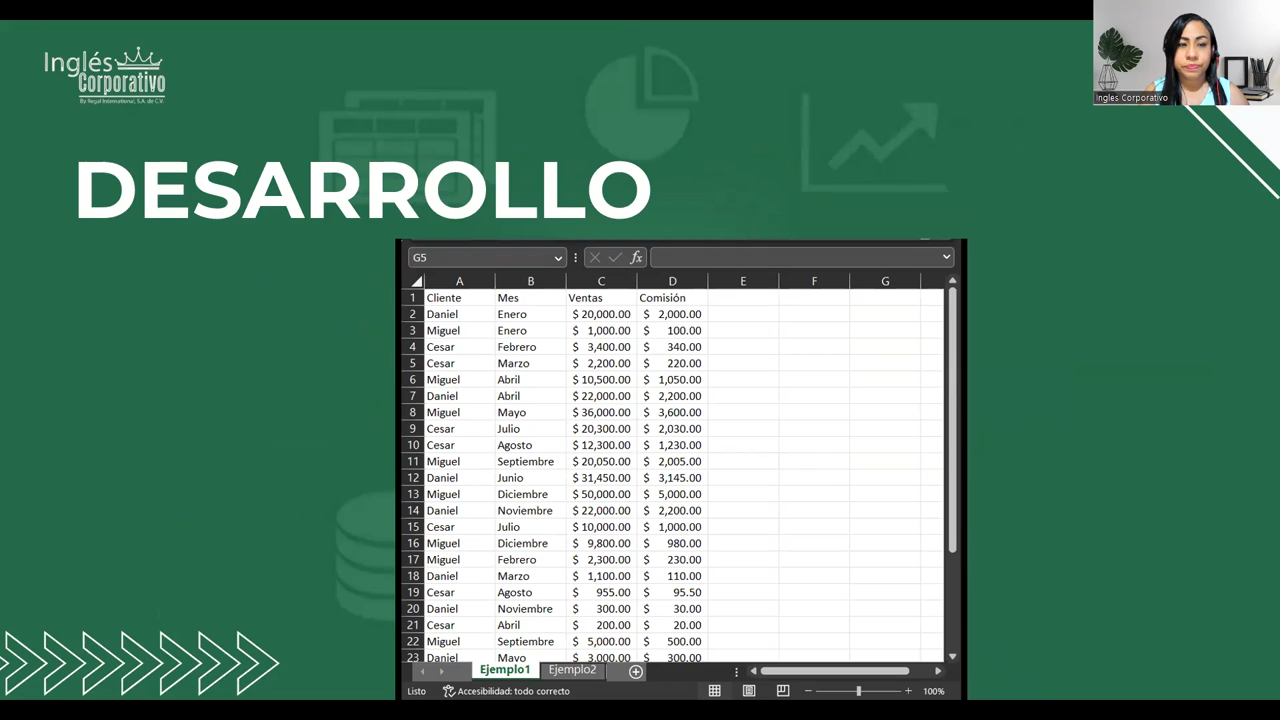 Inglés
Corporativo
By Regal International, S.A. de C.V.
Ingles Corporativo
DESARROLLO
G5 fx
A B C D E F G
1 Cliente Mes Ventas Comisión
2 Daniel Enero $ 20,000.00 $ 2,000.00
3 Miguel Enero $ 1,000.00 $ 100.00
4 Cesar Febrero $ 3,400.00 $ 340.00
5 Cesar Marzo $ 2,200.00 $ 220.00
6 Miguel Abril $ 10,500.00 $ 1,050.00
7 Daniel Abril $ 22,000.00 $ 2,200.00
8 Miguel Mayo $ 36,000.00 $ 3,600.00
9 Cesar Julio $ 20,300.00 $ 2,030.00
10 Cesar Agosto $ 12,300.00 $ 1,230.00
11 Miguel Septiembre $ 20,050.00 $ 2,005.00
12 Daniel Junio $ 31,450.00 $ 3,145.00
13 Miguel Diciembre $ 50,000.00 $ 5,000.00
14 Daniel Noviembre $ 22,000.00 $ 2,200.00
15 Cesar Julio $ 10,000.00 $ 1,000.00
16 Miguel Diciembre $ 9,800.00 $ 980.00
17 Miguel Febrero $ 2,300.00 $ 230.00
18 Daniel Marzo $ 1,100.00 $ 110.00
19 Cesar Agosto $ 955.00 $ 95.50
20 Daniel Noviembre $ 300.00 $ 30.00
21 Cesar Abril $ 200.00 $ 20.00
22 Miguel Septiembre $ 5,000.00 $ 500.00
23 Daniel Mayo $ 3,000.00 $ 300.00
Ejemplo1 Ejemplo2
Listo Accesibilidad: todo correcto 100%